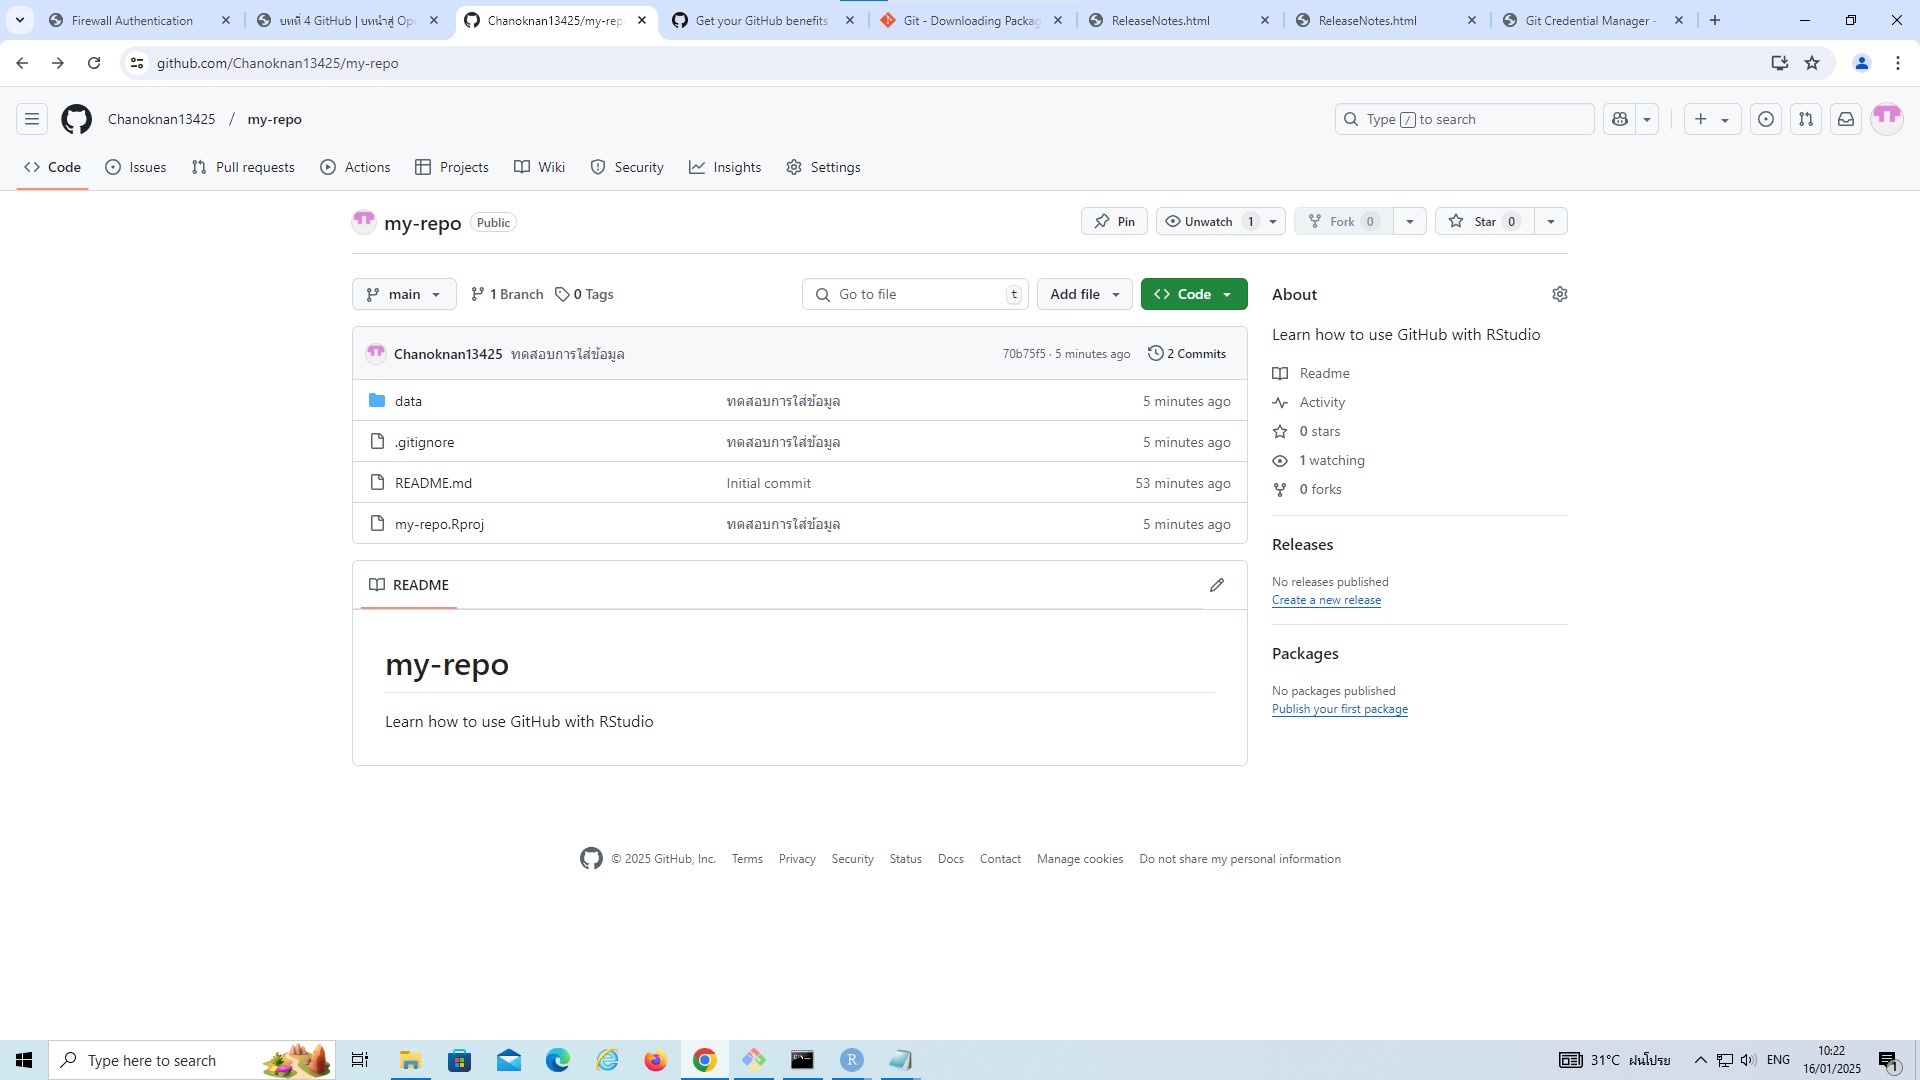 Firewall Authentication
บทที่ 4 GitHub | บทนำสู่ Ope
Chanoknan13425/my-rep
Get your GitHub benefits
Git - Downloading Packag
ReleaseNotes.html
ReleaseNotes.html
Git Credential Manager -
github.com/Chanoknan13425/my-repo
Chanoknan13425 / my-repo
Type / to search
Code
Issues
Pull requests
Actions
Projects
Wiki
Security
Insights
Settings
my-repo Public
Pin
Unwatch 1
Fork 0
Star 0
main
1 Branch
0 Tags
Go to file t
Add file
Code
Chanoknan13425 ทดสอบการใส่ข้อมูล 70b75f5 · 5 minutes ago 2 Commits
data ทดสอบการใส่ข้อมูล 5 minutes ago
.gitignore ทดสอบการใส่ข้อมูล 5 minutes ago
README.md Initial commit 53 minutes ago
my-repo.Rproj ทดสอบการใส่ข้อมูล 5 minutes ago
README
my-repo
Learn how to use GitHub with RStudio
About
Learn how to use GitHub with RStudio
Readme
Activity
0 stars
1 watching
0 forks
Releases
No releases published
Create a new release
Packages
No packages published
Publish your first package
© 2025 GitHub, Inc. Terms Privacy Security Status Docs Contact Manage cookies Do not share my personal information
Type here to search
R
31°C ฝนโปรย
ENG
10:22
16/01/2025
1